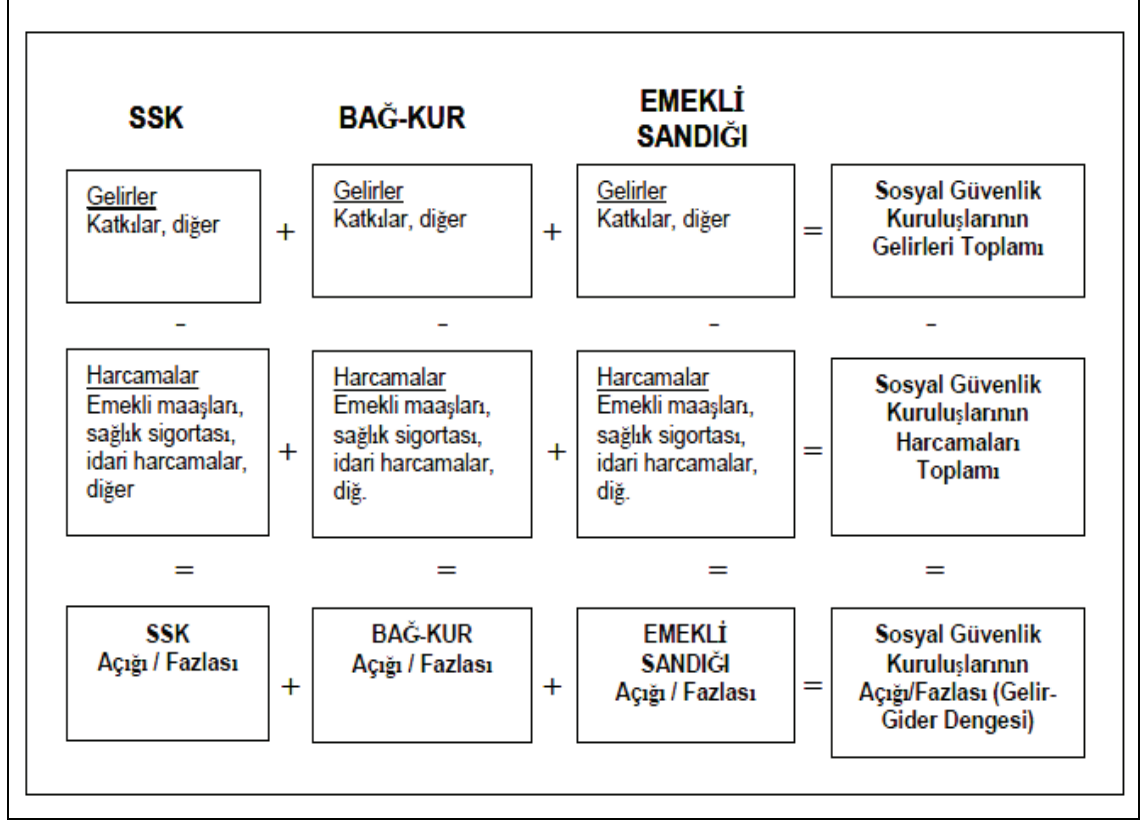 SSK
BAĞ-KUR
EMEKLİ
SANDIĞI
Gelirler
Katkılar, diğer
+
Gelirler
Katkılar, diğer
+
Gelirler
Katkılar, diğer
=
Sosyal Güvenlik
Kuruluşlarının
Gelirleri Toplamı
-
-
-
-
Harcamalar
Emekli maaşları,
sağlık sigortası,
idari harcamalar,
diğer
+
Harcamalar
Emekli maaşları,
sağlık sigortası,
idari harcamalar,
diğ.
+
Harcamalar
Emekli maaşları,
sağlık sigortası,
idari harcamalar,
diğ.
=
Sosyal Güvenlik
Kuruluşlarının
Harcamaları
Toplamı
=
=
=
=
SSK
Açığı / Fazlası
+
BAĞ-KUR
Açığı / Fazlası
+
EMEKLİ
SANDIĞI
Açığı / Fazlası
=
Sosyal Güvenlik
Kuruluşlarının
Açığı/Fazlası (Gelir-
Gider Dengesi)